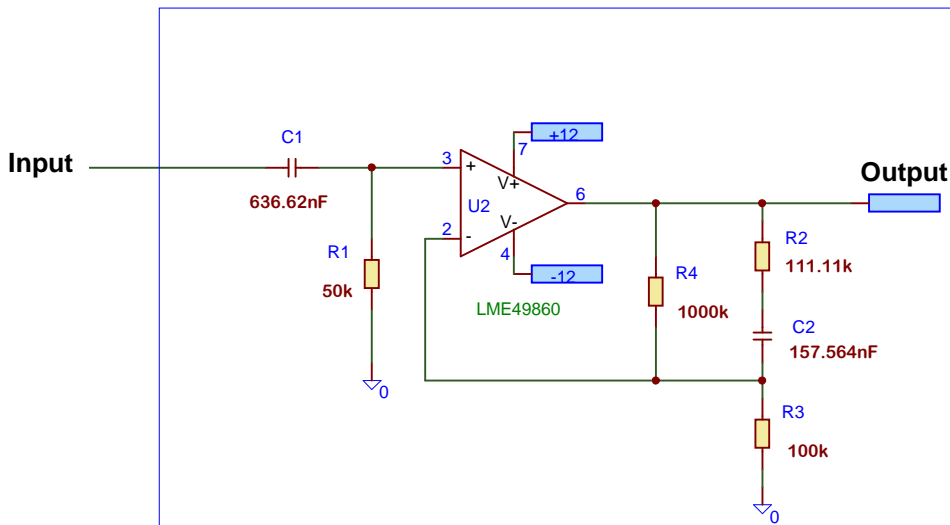 Input
C1
636.62nF
R1
50k
0
3
+
2
-
U2
V+
V-
7
+12
4
-12
6
LME49860
Output
R4
1000k
R2
111.11k
C2
157.564nF
R3
100k
0